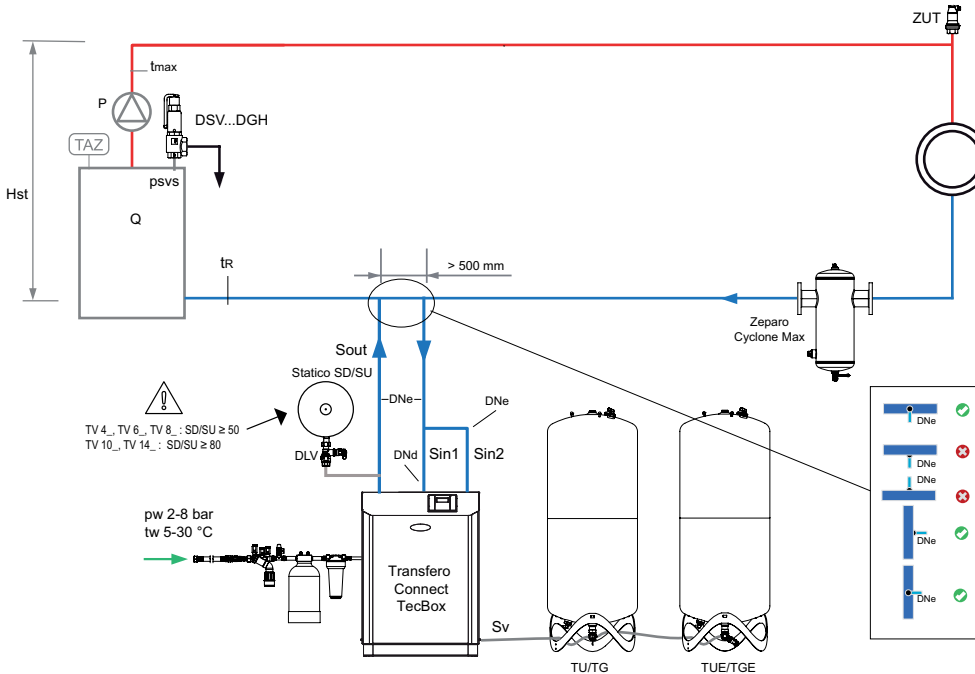 ZUT
tmax
P
DSV...DGH
TAZ
psvs
Hst
Q
tR
> 500 mm
Zeparo
Cyclone Max
Sout
Statico SD/SU
DNe
DNe
TV 4_, TV 6_, TV 8_ : SD/SU ≥ 50
TV 10_, TV 14_ : SD/SU ≥ 80
DLV
DNd
Sin1
Sin2
pw 2-8 bar
tw 5-30 °C
Transfero
Connect
TecBox
Sv
TU/TG
TUE/TGE
DNe
DNe
DNe
DNe
DNe